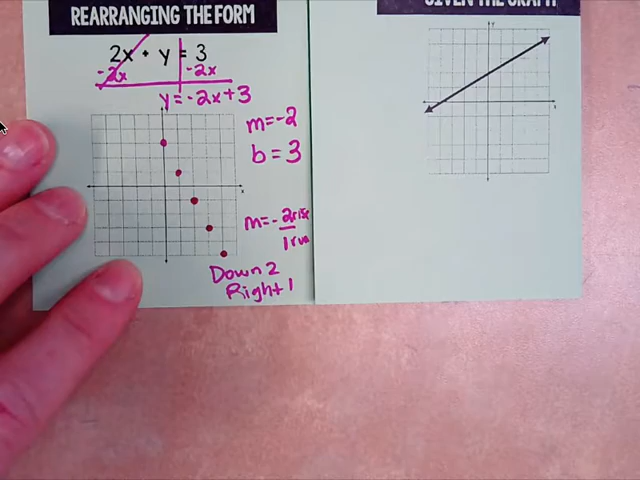 REARRANGING THE FORM
GIVEN THE GRAPH
2x + y = 3
-2x -2x
y = -2x+3
m=-2
b = 3
m=- 2 rise
1 run
Down 2
Right 1
y
x
x